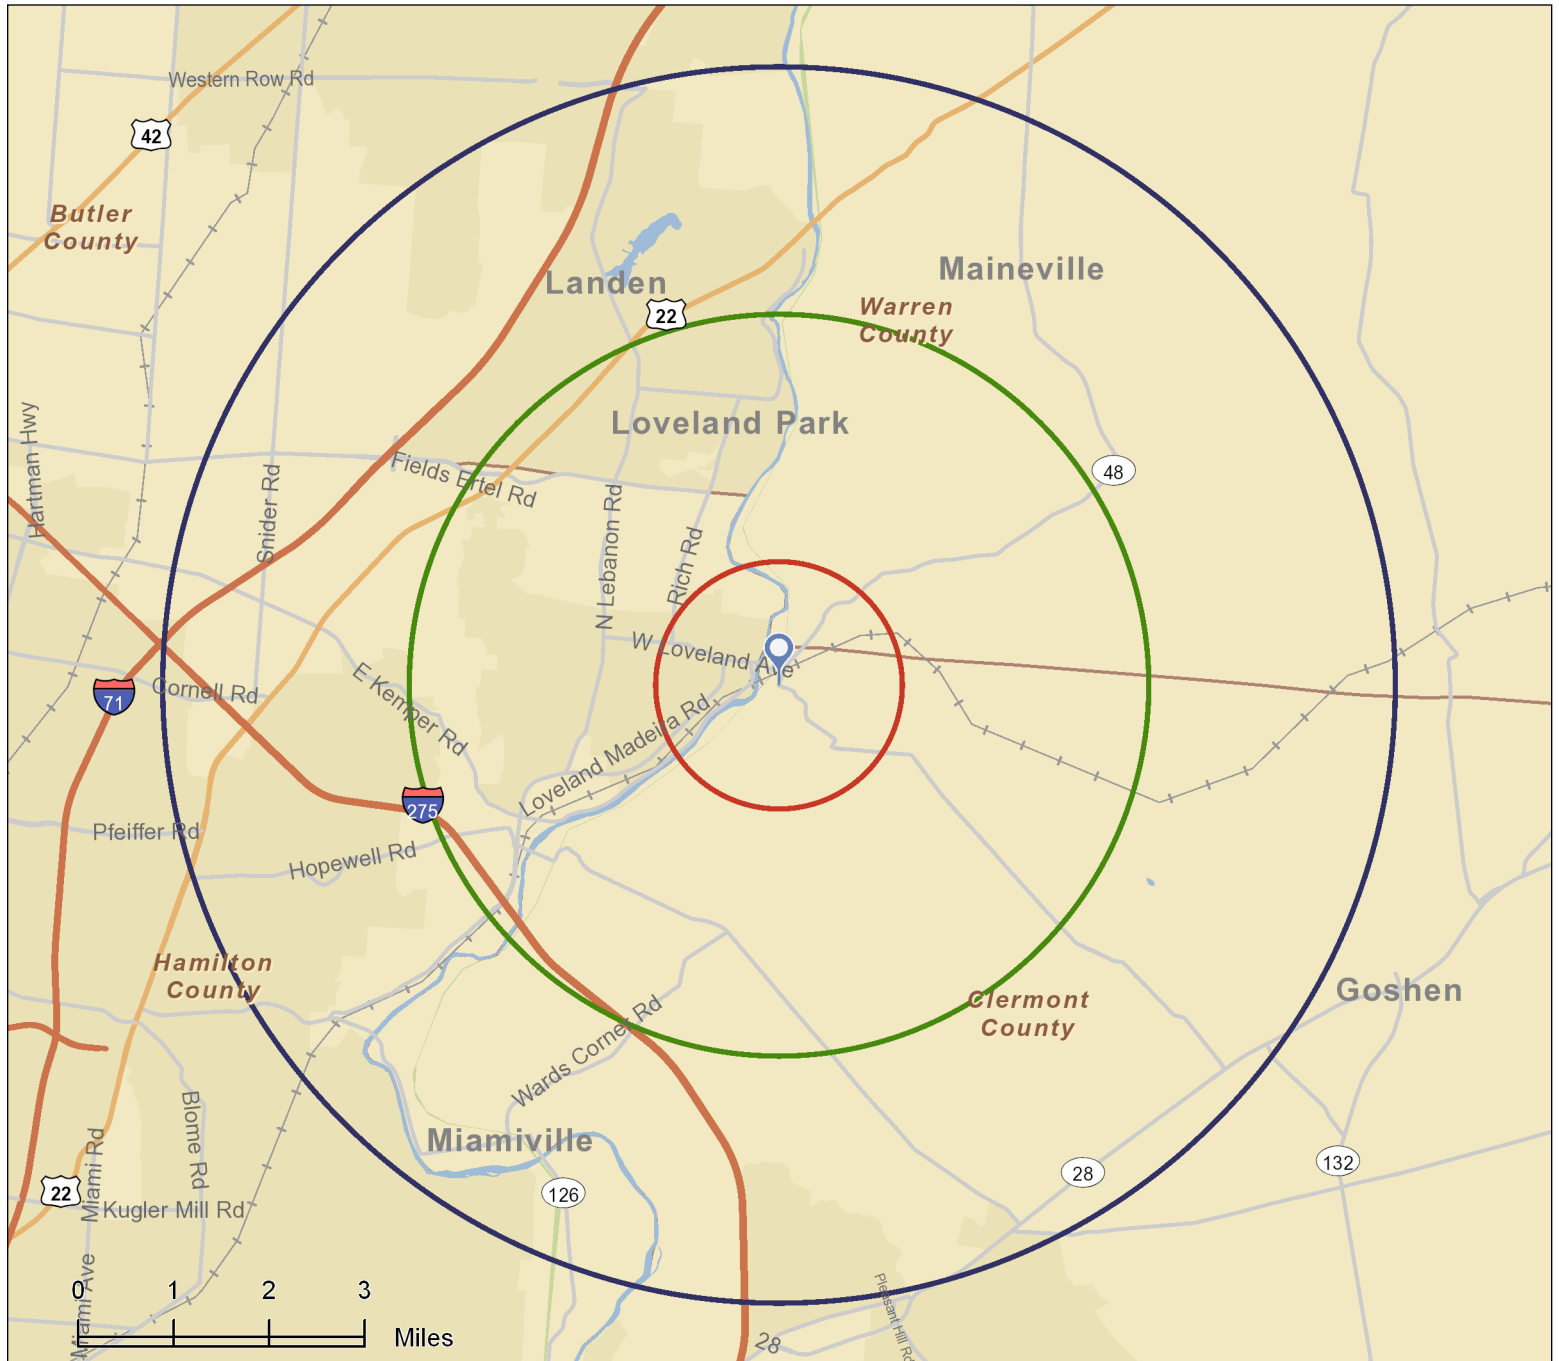 Western Row Rd
42
Butler
County
Landen
22
Maineville
Warren
County
Loveland Park
Hartman Hwy
Snider Rd
Fields Ertel Rd
N Lebanon Rd
Rich Rd
48
W Loveland Ave
71
Cornell Rd
E Kemper Rd
Loveland Madeira Rd
275
Pfeiffer Rd
Hopewell Rd
Hamilton
County
Clermont
County
Goshen
Wards Corner Rd
Blome Rd
Miamiville
Miami Rd
22
Kugler Mill Rd
126
28
132
Miami Ave
Pleasant Hill Rd
28
0 1 2 3
Miles